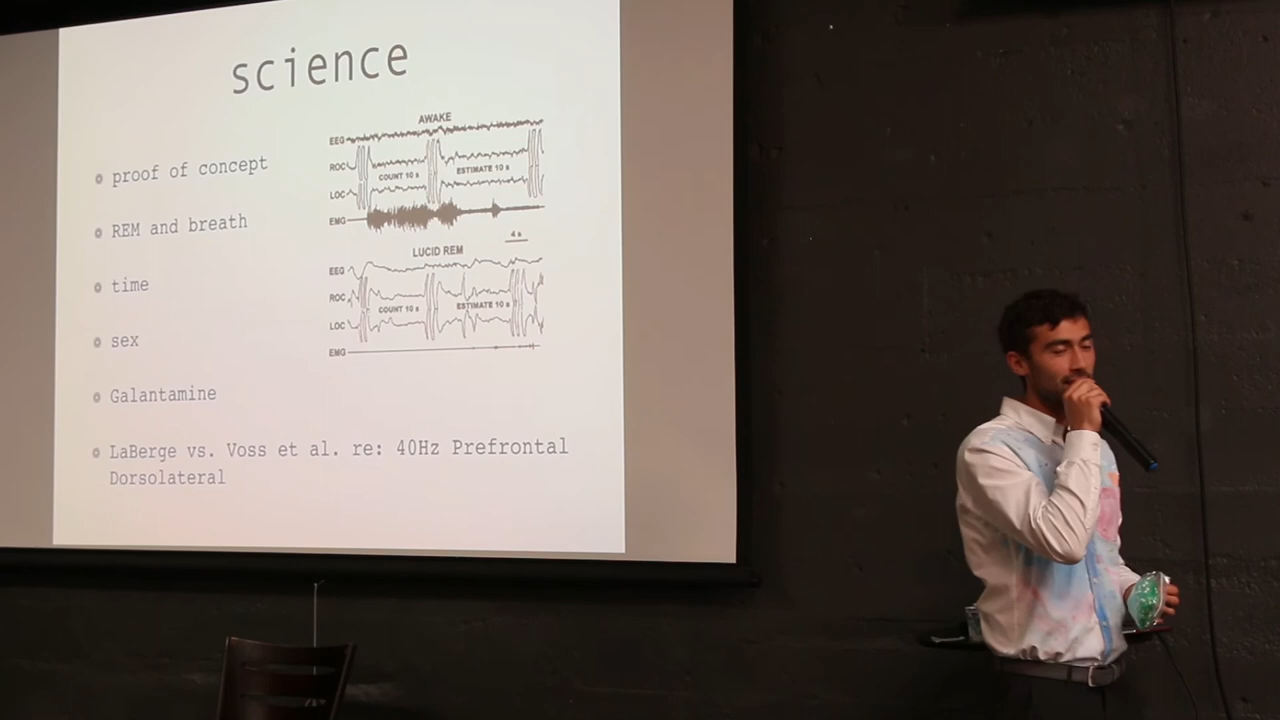 science
proof of concept
REM and breath
time
sex
Galantamine
LaBerge vs. Voss et al. re: 40Hz Prefrontal
Dorsolateral
AWAKE
EEG
ROC
COUNT 10 s
ESTIMATE 10 s
LOC
EMG
4 s
LUCID REM
EEG
ROC
COUNT 10 s
ESTIMATE 10 s
LOC
EMG